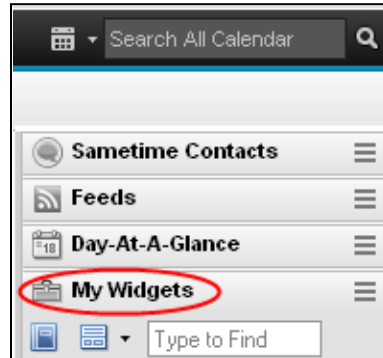 Search All Calendar
Sametime Contacts
Feeds
18
Day-At-A-Glance
My Widgets
Type to Find